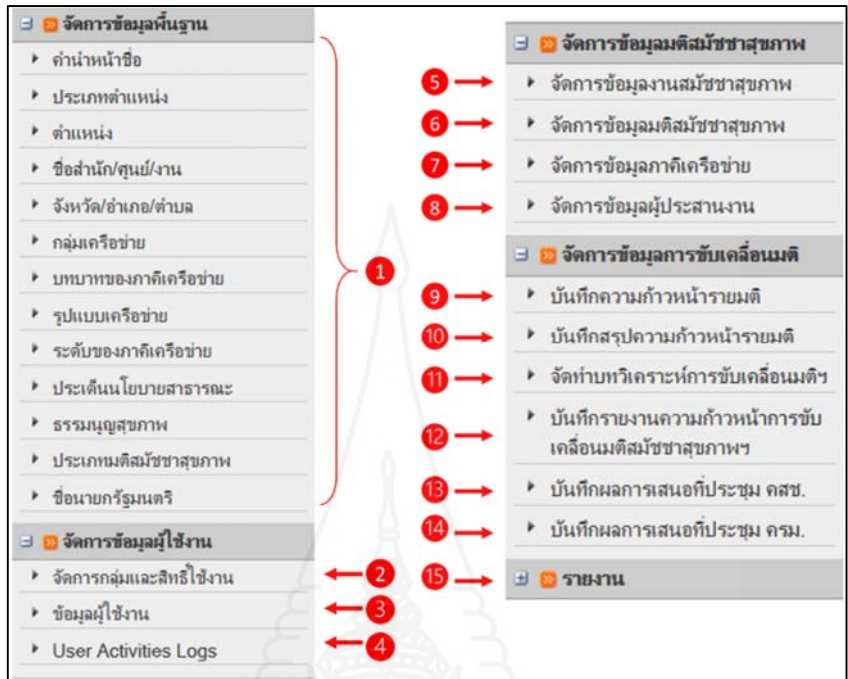 จัดการข้อมูลพื้นฐาน
คำนำหน้าชื่อ
ประเภทตำแหน่ง
ตำแหน่ง
ชื่อสำนัก/ศูนย์/งาน
จังหวัด/อำเภอ/ตำบล
กลุ่มเครือข่าย
บทบาทของภาคีเครือข่าย
รูปแบบเครือข่าย
ระดับของภาคีเครือข่าย
ประเด็นนโยบายสาธารณะ
ธรรมนูญสุขภาพ
ประเภทมติสมัชชาสุขภาพ
ชื่อนายกรัฐมนตรี
1
จัดการข้อมูลผู้ใช้งาน
จัดการกลุ่มและสิทธิ์ใช้งาน 2
ข้อมูลผู้ใช้งาน 3
User Activities Logs 4
จัดการข้อมูลมติสมัชชาสุขภาพ
5 จัดการข้อมูลงานสมัชชาสุขภาพ
6 จัดการข้อมูลมติสมัชชาสุขภาพ
7 จัดการข้อมูลภาคีเครือข่าย
8 จัดการข้อมูลผู้ประสานงาน
จัดการข้อมูลการขับเคลื่อนมติ
9 บันทึกความก้าวหน้ารายมติ
10 บันทึกสรุปความก้าวหน้ารายมติ
11 จัดทำบทวิเคราะห์การขับเคลื่อนมติฯ
12 บันทึกรายงานความก้าวหน้าการขับ
เคลื่อนมติสมัชชาสุขภาพฯ
13 บันทึกผลการเสนอที่ประชุม คสช.
14 บันทึกผลการเสนอที่ประชุม ครม.
15 รายงาน